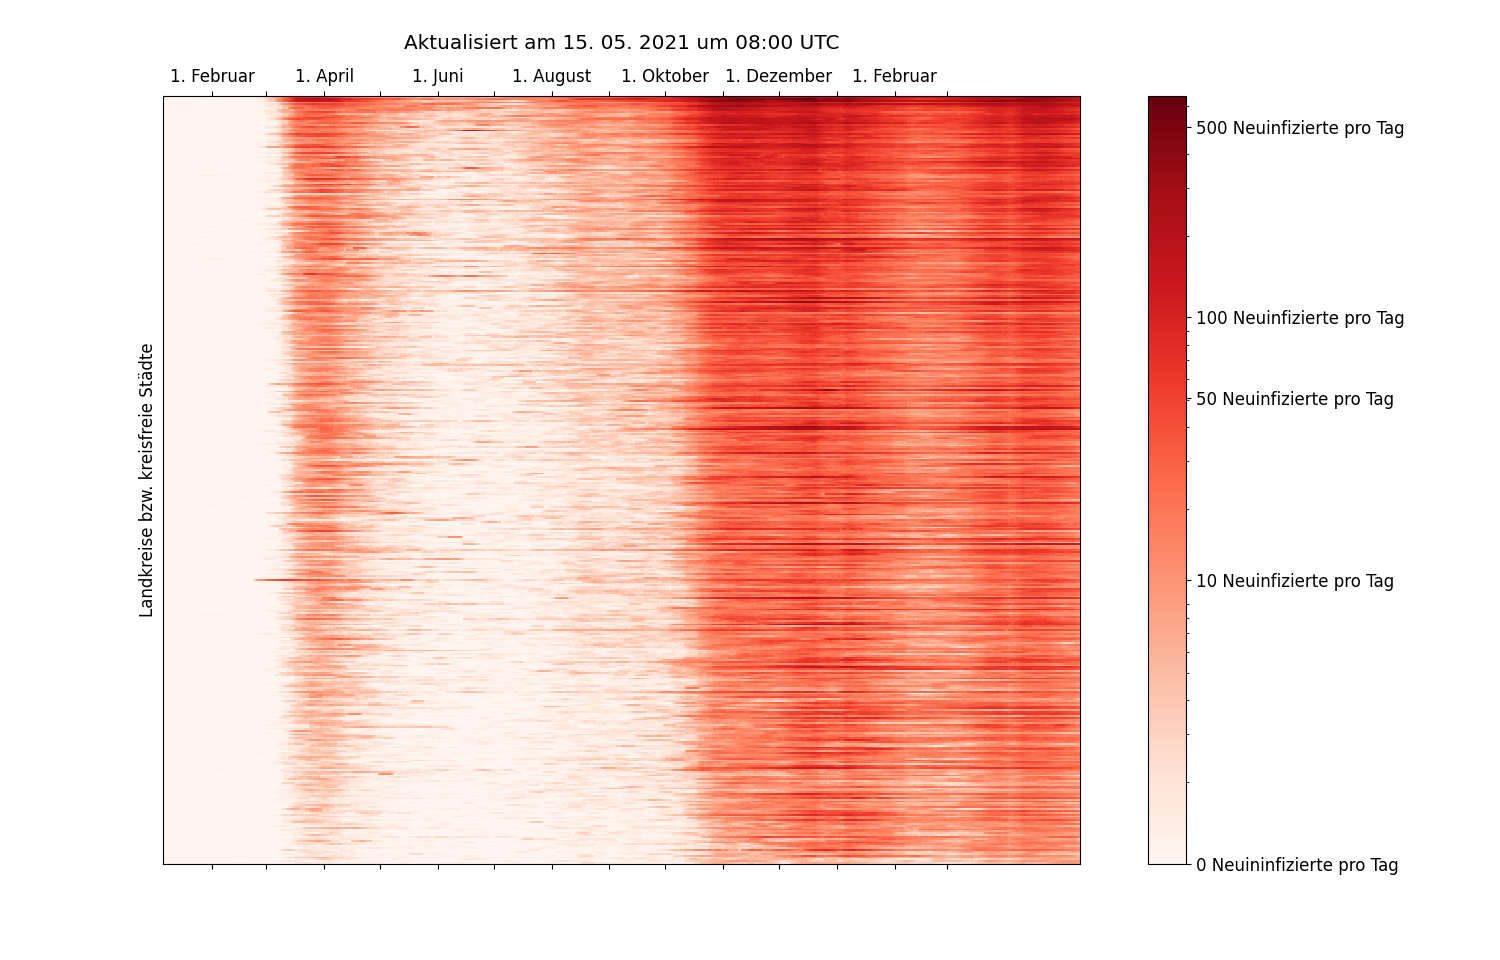 Aktualisiert am 15. 05. 2021 um 08:00 UTC
1. Februar 1. April 1. Juni 1. August 1. Oktober 1. Dezember 1. Februar
Landkreise bzw. kreisfreie Städte
500 Neuinfizierte pro Tag
100 Neuinfizierte pro Tag
50 Neuinfizierte pro Tag
10 Neuinfizierte pro Tag
0 Neuininfizierte pro Tag